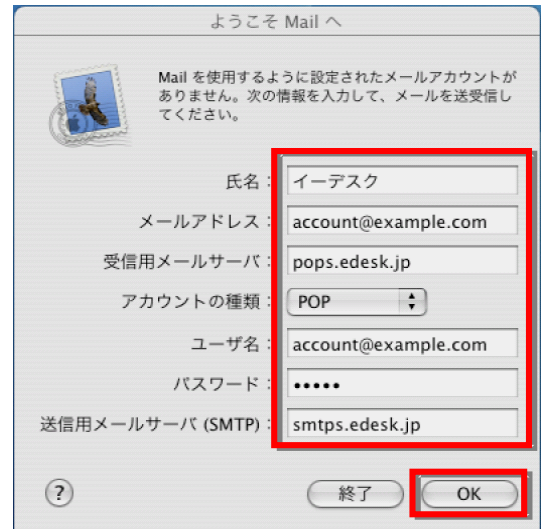 ようこそ Mail へ
Mail を使用するように設定されたメールアカウントが
ありません。次の情報を入力して、メールを送受信し
てください。
氏名： イーデスク
メールアドレス： account@example.com
受信用メールサーバ： pops.edesk.jp
アカウントの種類： POP
ユーザ名： account@example.com
パスワード： •••••
送信用メールサーバ (SMTP)： smtps.edesk.jp
? 終了 OK